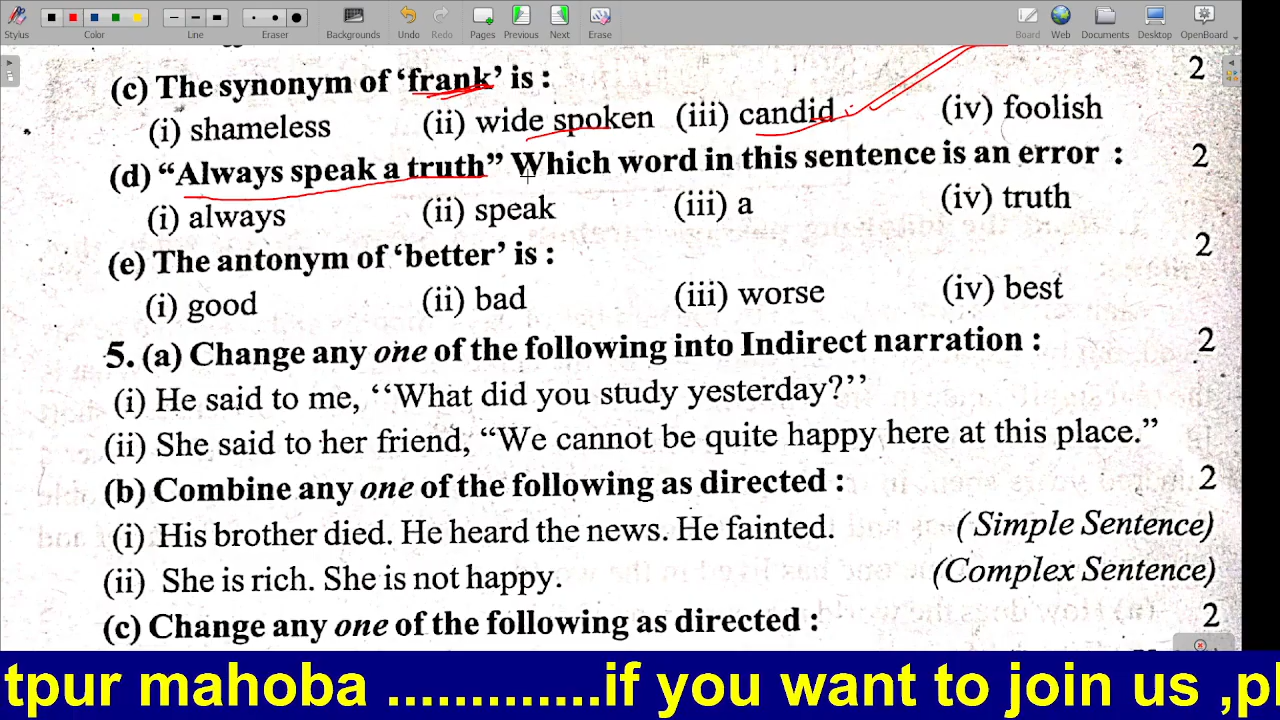 Stylus Color Line Eraser Backgrounds Undo Redo Pages Previous Next Erase Board Web Documents Desktop OpenBoard
(c) The synonym of ‘frank’ is : 2
(i) shameless (ii) wide spoken (iii) candid (iv) foolish
(d) “Always speak a truth” Which word in this sentence is an error : 2
(i) always (ii) speak (iii) a (iv) truth
(e) The antonym of ‘better’ is : 2
(i) good (ii) bad (iii) worse (iv) best
5. (a) Change any one of the following into Indirect narration : 2
(i) He said to me, ‘‘What did you study yesterday?’’
(ii) She said to her friend, “We cannot be quite happy here at this place.”
(b) Combine any one of the following as directed : 2
(i) His brother died. He heard the news. He fainted. ( Simple Sentence)
(ii) She is rich. She is not happy. (Complex Sentence)
(c) Change any one of the following as directed : 2
tpur mahoba .............if you want to join us ,pl